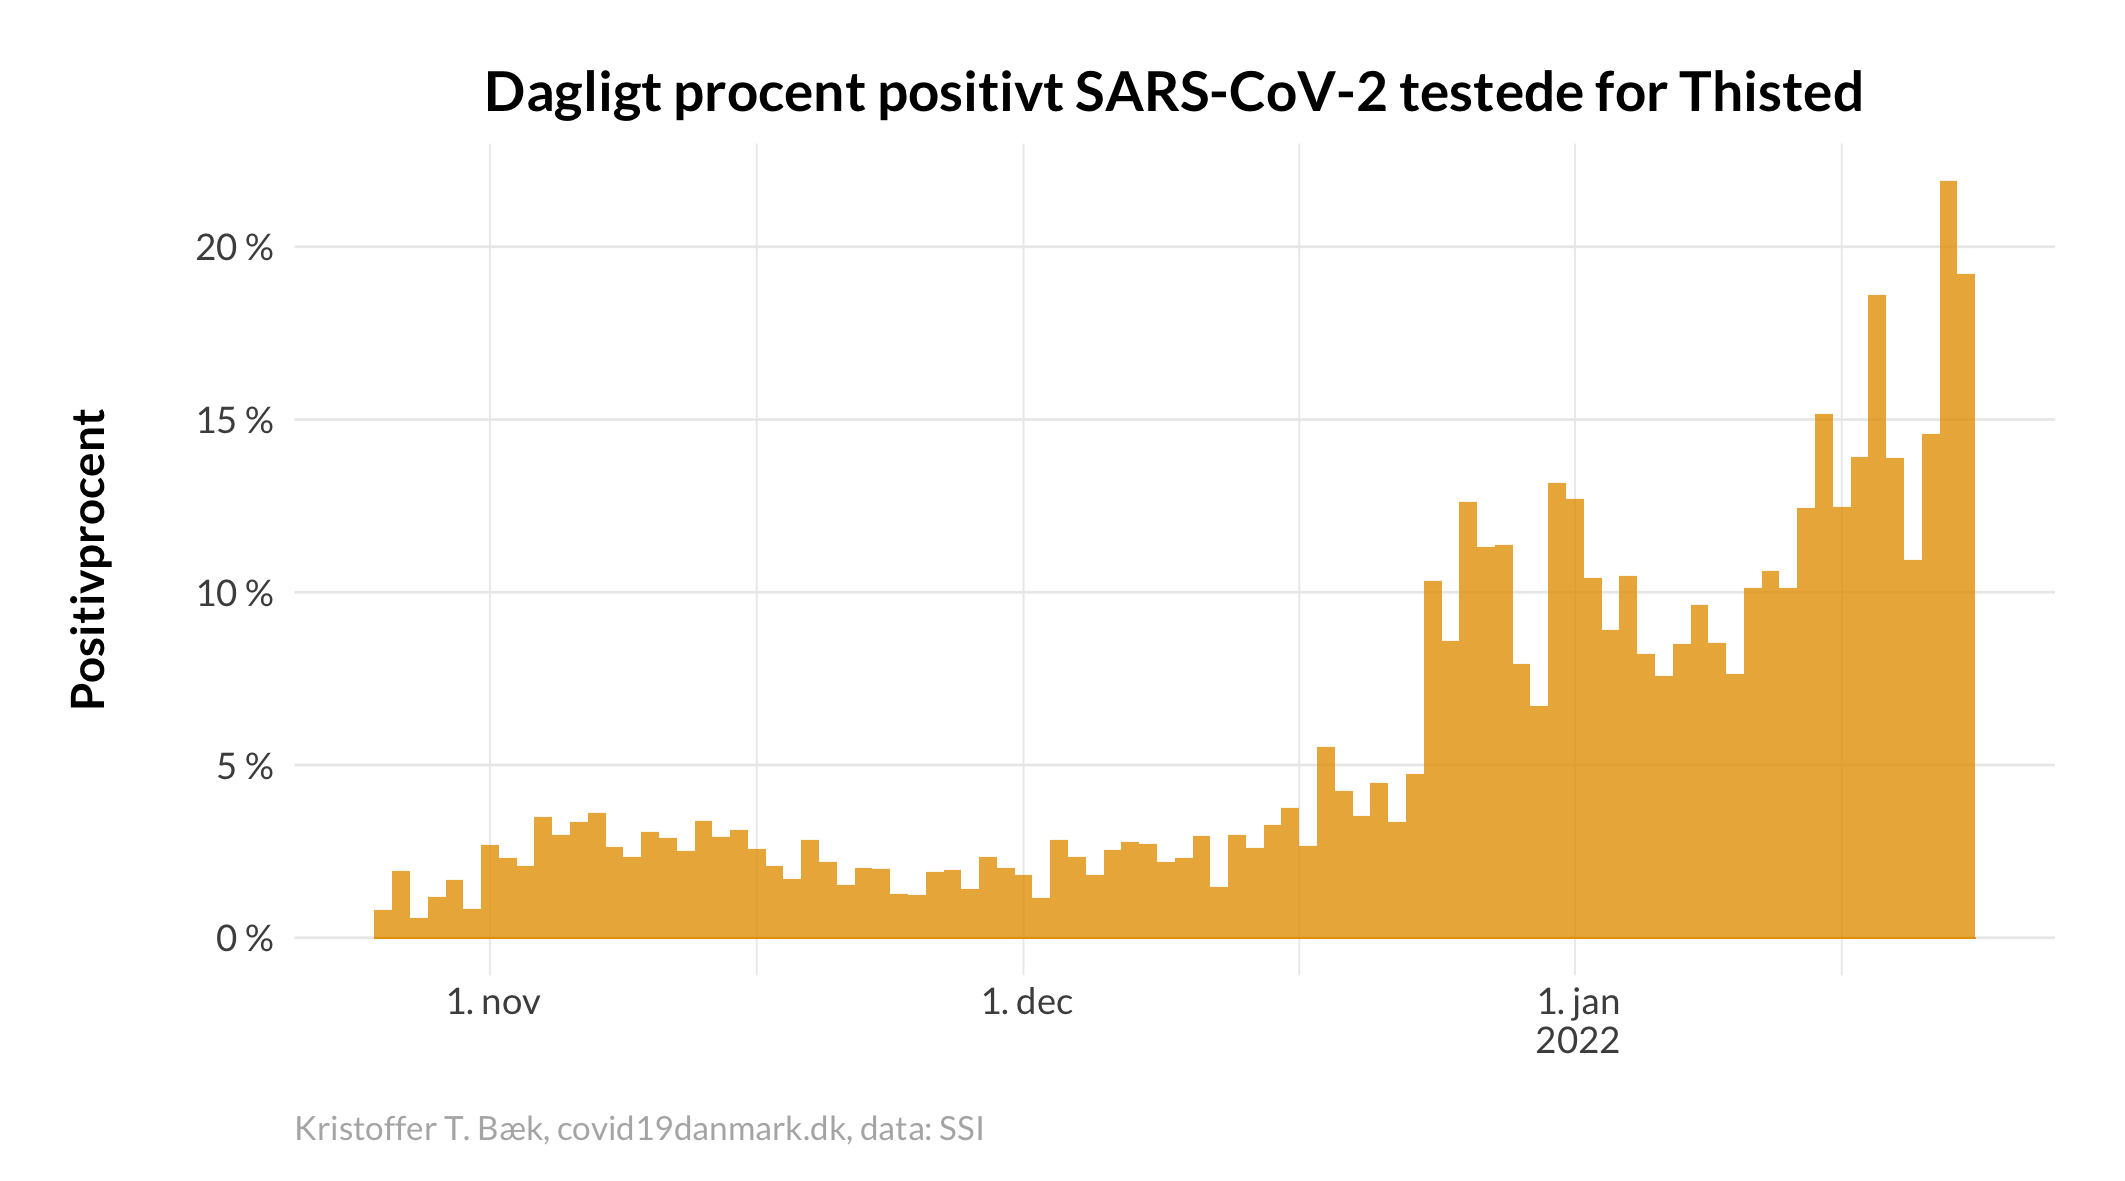 Dagligt procent positivt SARS-CoV-2 testede for Thisted
Positivprocent
20 %
15 %
10 %
5 %
0 %
1. nov
1. dec
1. jan
2022
Kristoffer T. Bæk, covid19danmark.dk, data: SSI